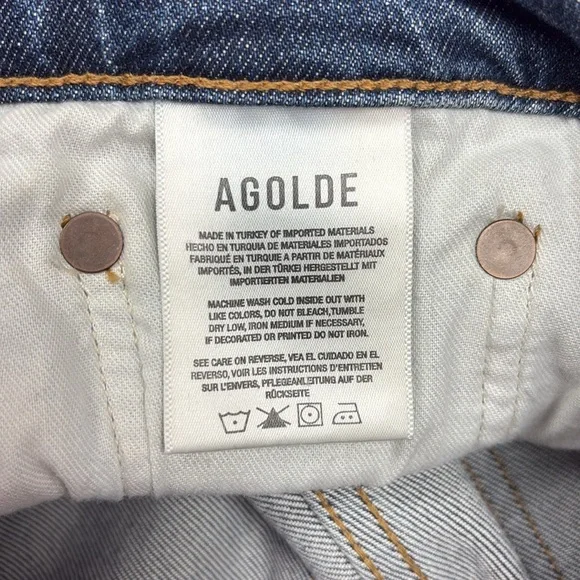 AGOLDE
MADE IN TURKEY OF IMPORTED MATERIALS
HECHO EN TURQUIA DE MATERIALES IMPORTADOS
FABRIQUÉ EN TURQUIE A PARTIR DE MATÉRIAUX
IMPORTÉS, IN DER TÜRKEI HERGESTELLT MIT
IMPORTIERTEN MATERIALIEN
MACHINE WASH COLD INSIDE OUT WITH
LIKE COLORS, DO NOT BLEACH,TUMBLE
DRY LOW, IRON MEDIUM IF NECESSARY,
IF DECORATED OR PRINTED DO NOT IRON.
SEE CARE ON REVERSE, VEA EL CUIDADO EN EL
REVERSO, VOIR LES INSTRUCTIONS D'ENTRETIEN
SUR L'ENVERS, PFLEGEANLEITUNG AUF DER
RÜCKSEITE